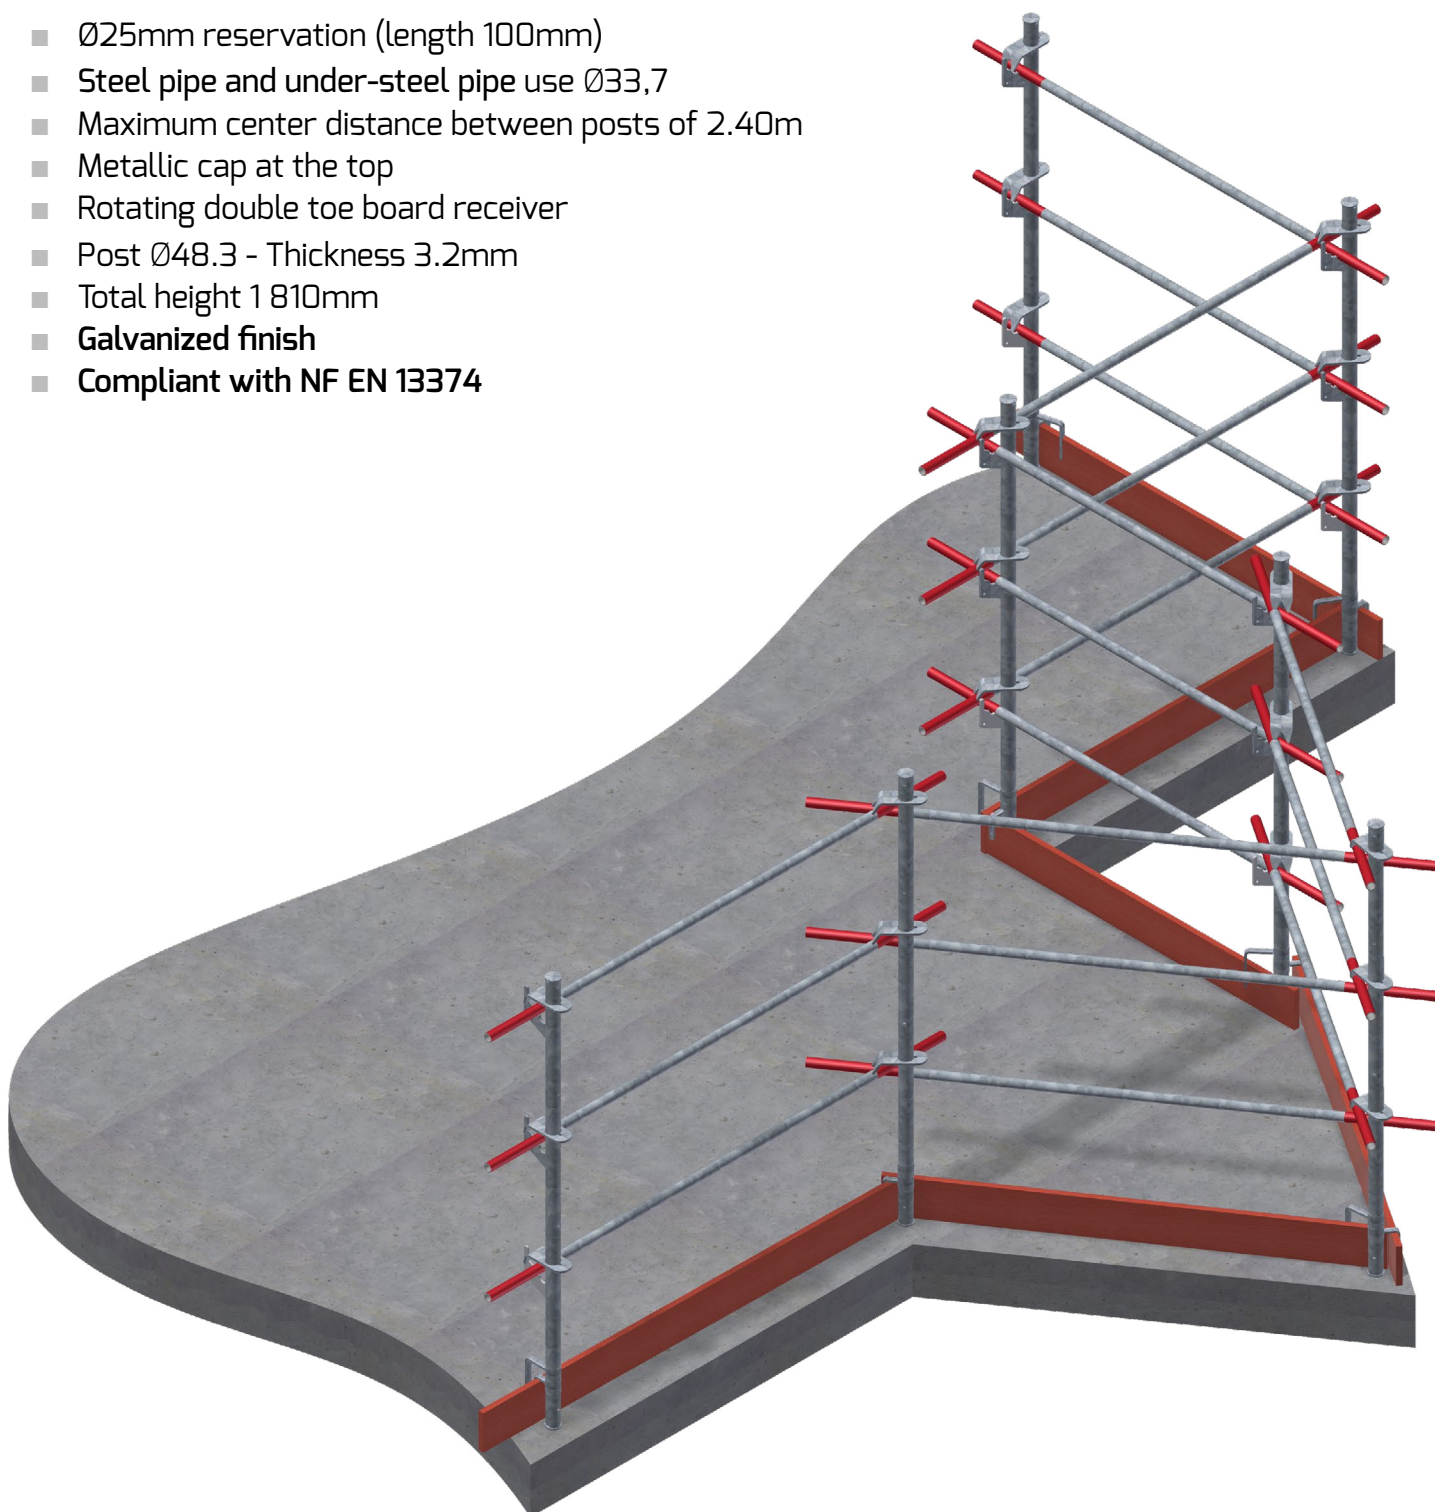 Ø25mm reservation (length 100mm)
Steel pipe and under-steel pipe use Ø33,7
Maximum center distance between posts of 2.40m
Metallic cap at the top
Rotating double toe board receiver
Post Ø48.3 - Thickness 3.2mm
Total height 1 810mm
Galvanized finish
Compliant with NF EN 13374